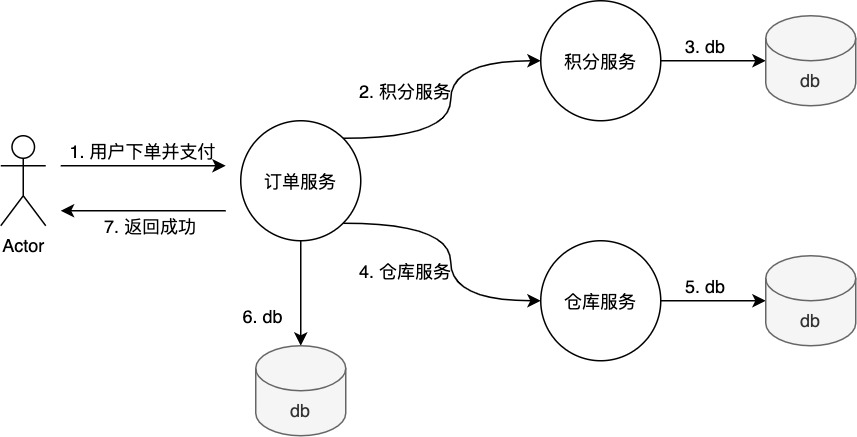 积分服务
3. db
db
2. 积分服务
1. 用户下单并支付
订单服务
7. 返回成功
Actor
4. 仓库服务
仓库服务
5. db
db
6. db
db